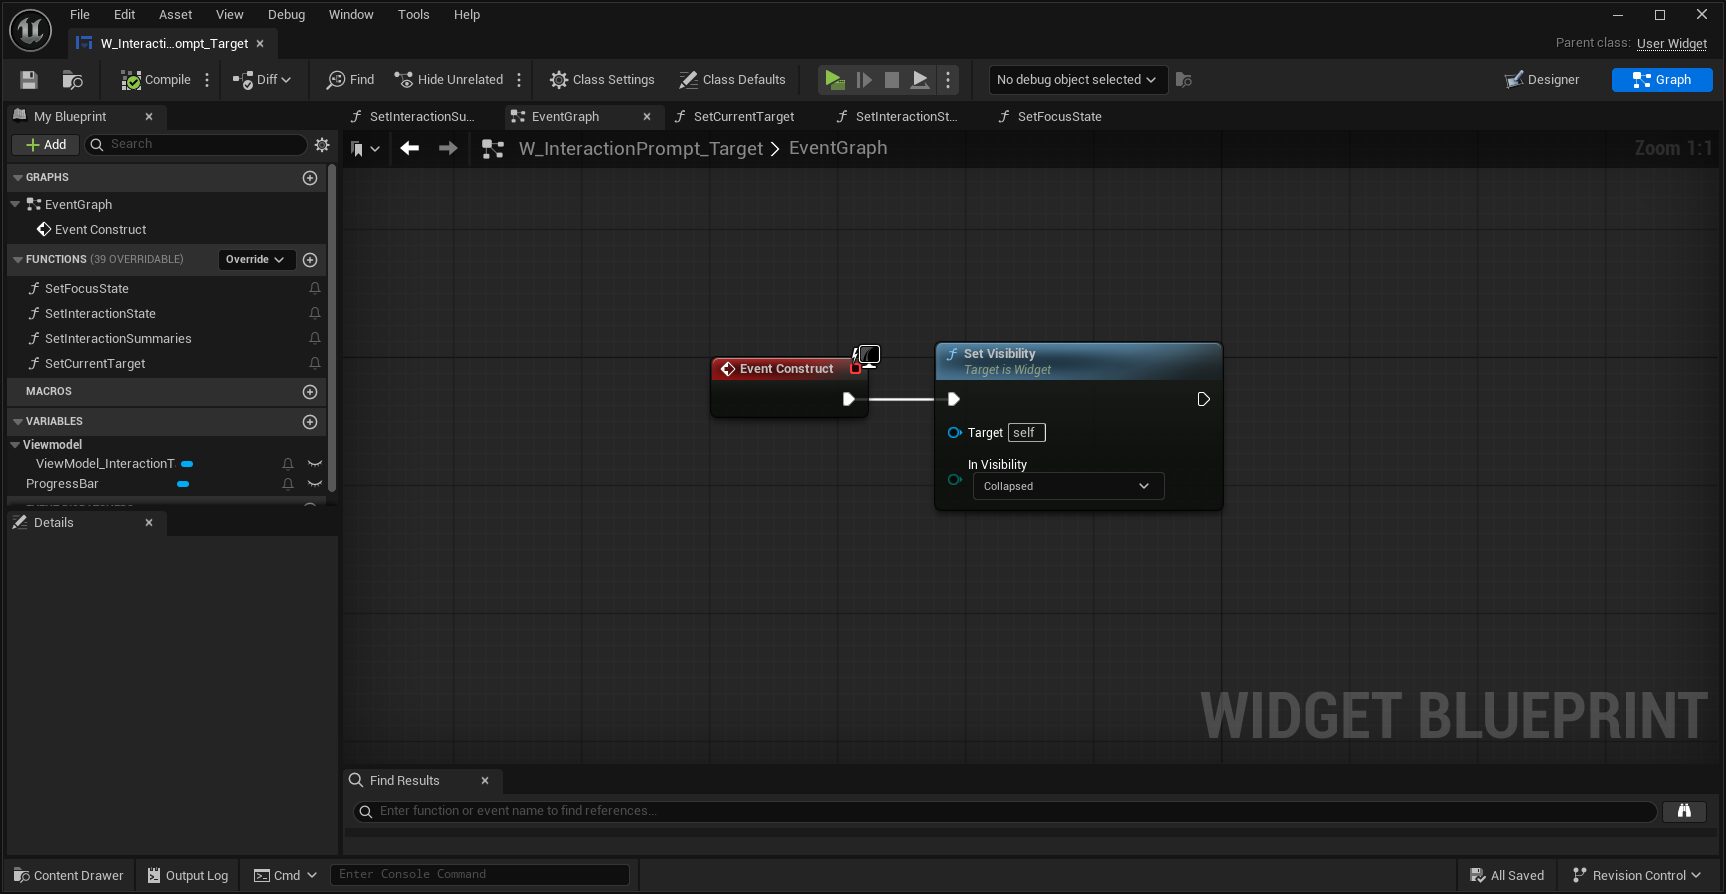 File Edit Asset View Debug Window Tools Help
W_Interacti...ompt_Target
Parent class: User Widget
Compile Diff Find Hide Unrelated Class Settings Class Defaults No debug object selected Designer Graph
My Blueprint
SetInteractionSu... EventGraph SetCurrentTarget SetInteractionSt... SetFocusState
Add Search
W_InteractionPrompt_Target > EventGraph
Zoom 1:1
GRAPHS
EventGraph
Event Construct
FUNCTIONS (39 OVERRIDABLE) Override
SetFocusState
SetInteractionState
SetInteractionSummaries
SetCurrentTarget
MACROS
VARIABLES
Viewmodel
ViewModel_InteractionT
ProgressBar
Details
Event Construct
Set Visibility
Target is Widget
Target self
In Visibility
Collapsed
WIDGET BLUEPRINT
Find Results
Enter function or event name to find references...
Content Drawer Output Log Cmd Enter Console Command All Saved Revision Control